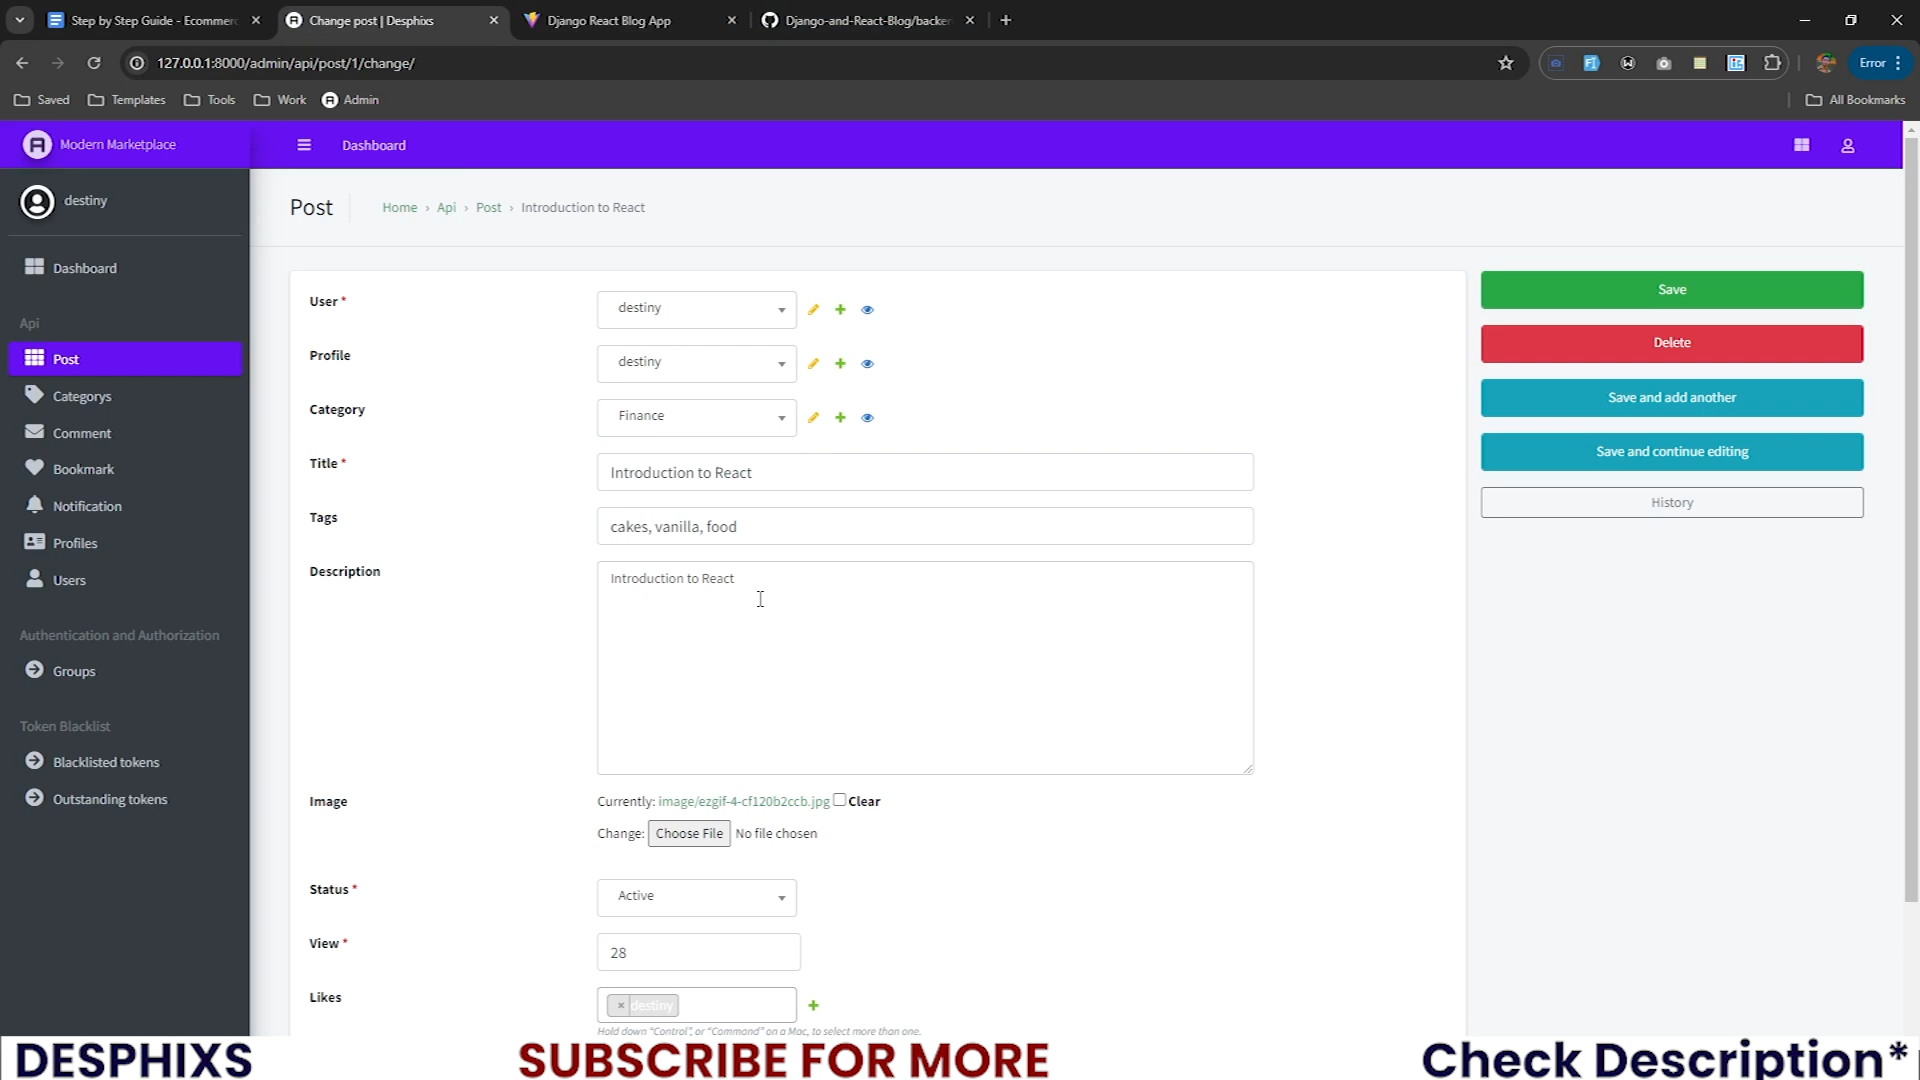 Step by Step Guide - Ecommer
Change post | Desphixs
Django React Blog App
Django-and-React-Blog/backe
127.0.0.1:8000/admin/api/post/1/change/
Error
Saved
Templates
Tools
Work
Admin
All Bookmarks
Modern Marketplace
Dashboard
destiny
Dashboard
Api
Post
Categorys
Comment
Bookmark
Notification
Profiles
Users
Authentication and Authorization
Groups
Token Blacklist
Blacklisted tokens
Outstanding tokens
Post
Home › Api › Post › Introduction to React
User *
destiny
Profile
destiny
Category
Finance
Title *
Introduction to React
Tags
cakes, vanilla, food
Description
Introduction to React
Image
Currently: image/ezgif-4-cf120b2ccb.jpg Clear
Change: Choose File No file chosen
Status *
Active
View *
28
Likes
× destiny
Hold down “Control”, or “Command” on a Mac, to select more than one.
Save
Delete
Save and add another
Save and continue editing
History
DESPHIXS
SUBSCRIBE FOR MORE
Check Description*